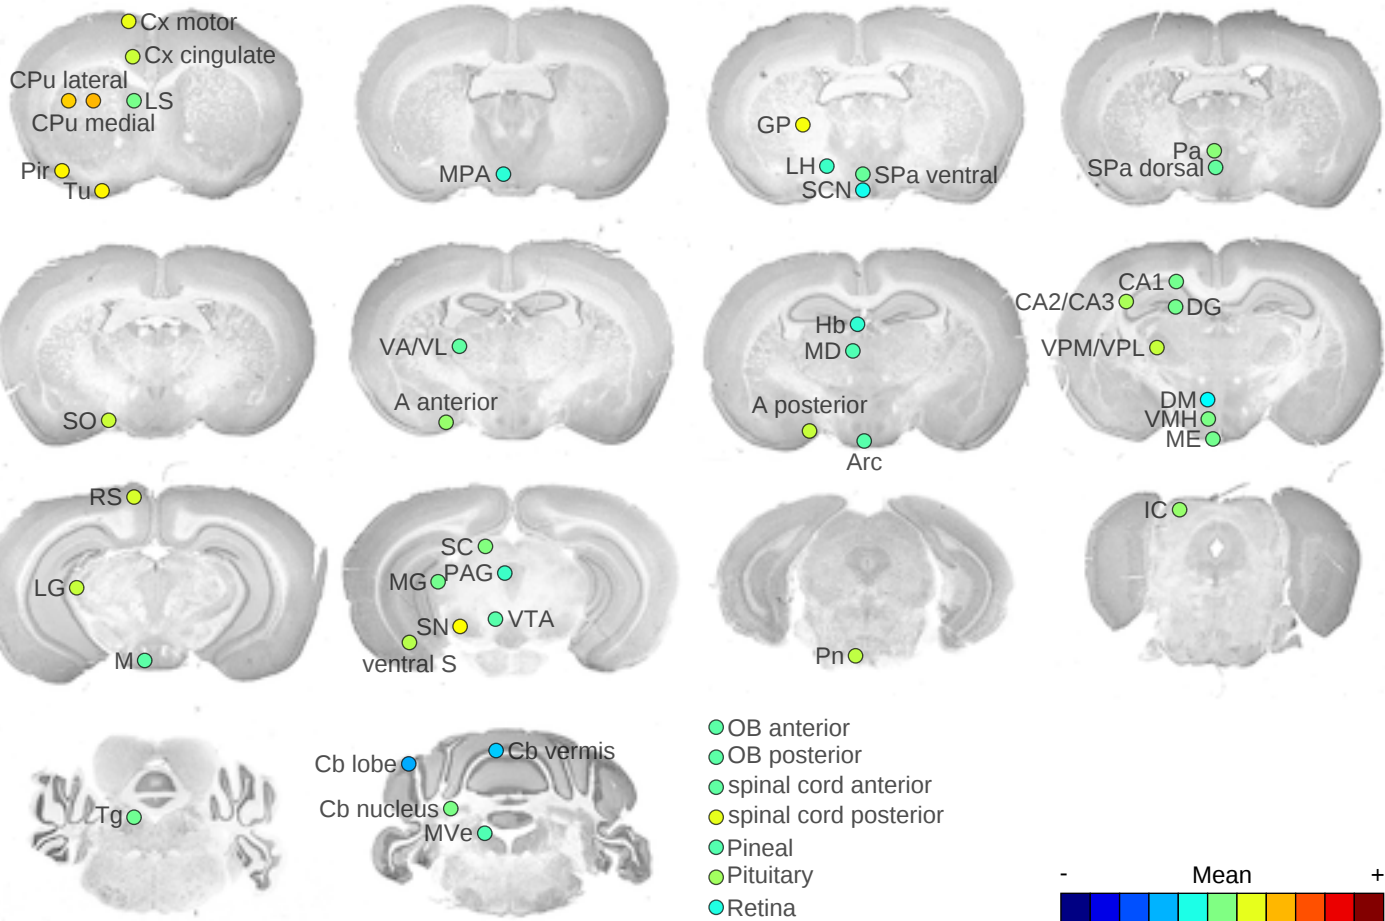 Cx motor
Cx cingulate
CPu lateral
LS
CPu medial
Pir
Tu
MPA
GP
LH
SPa ventral
SCN
Pa
SPa dorsal
SO
VA/VL
A anterior
Hb
MD
A posterior
Arc
CA1
CA2/CA3
DG
VPM/VPL
DM
VMH
ME
RS
LG
M
SC
MG
PAG
SN
VTA
ventral S
Pn
IC
Tg
Cb lobe
Cb vermis
Cb nucleus
MVe
OB anterior
OB posterior
spinal cord anterior
spinal cord posterior
Pineal
Pituitary
Retina
- Mean +